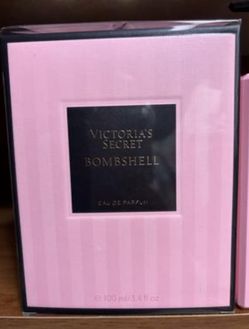 VICTORIA'S
SECRET
BOMBSHELL
EAU DE PARFUM
℮ 100 ml/3.4 fl oz